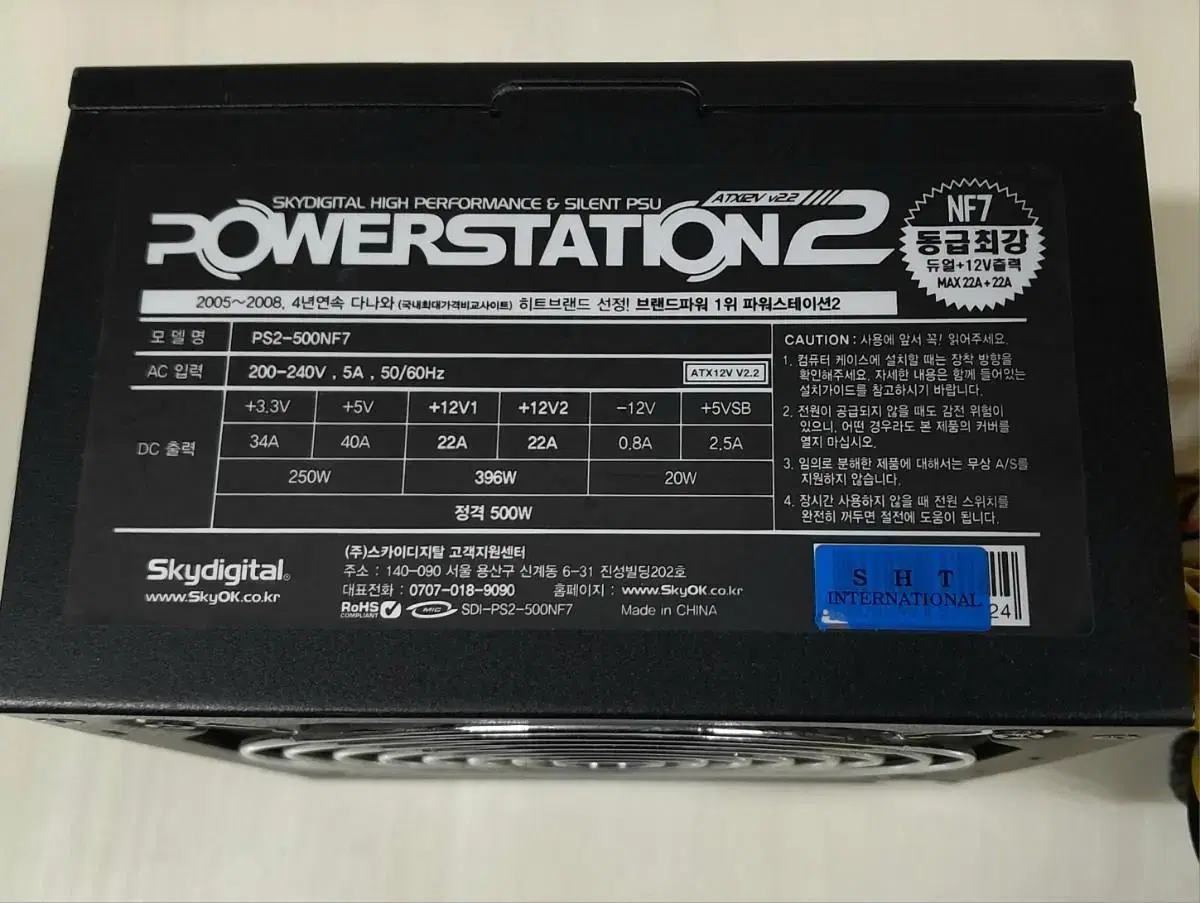 SKYDIGITAL HIGH PERFORMANCE & SILENT PSU
ATX12V v2.2
POWERSTATION2
NF7
동급최강
듀얼+12V출력
MAX 22A+22A
2005~2008, 4년연속 다나와 (국내최대가격비교사이트) 히트브랜드 선정! 브랜드파워 1위 파워스테이션2
모델명 PS2-500NF7
AC 입력 200-240V , 5A , 50/60Hz ATX12V V2.2
DC 출력
+3.3V +5V +12V1 +12V2 -12V +5VSB
34A 40A 22A 22A 0.8A 2.5A
250W 396W 20W
정격 500W
CAUTION : 사용에 앞서 꼭! 읽어주세요.
1. 컴퓨터 케이스에 설치할 때는 장착 방향을
확인해주세요. 자세한 내용은 함께 들어있는
설치가이드를 참고하시기 바랍니다.
2. 전원이 공급되지 않을 때도 감전 위험이
있으니, 어떤 경우라도 본 제품의 커버를
열지 마십시오.
3. 임의로 분해한 제품에 대해서는 무상 A/S를
지원하지 않습니다.
4. 장시간 사용하지 않을 때 전원 스위치를
완전히 꺼두면 절전에 도움이 됩니다.
Skydigital®
www.SkyOK.co.kr
(주)스카이디지탈 고객지원센터
주소 : 140-090 서울 용산구 신계동 6-31 진성빌딩202호
대표전화 : 0707-018-9090 홈페이지 : www.SkyOK.co.kr
RoHS COMPLIANT MIC SDI-PS2-500NF7 Made in CHINA
S H T
INTERNATIONAL
24